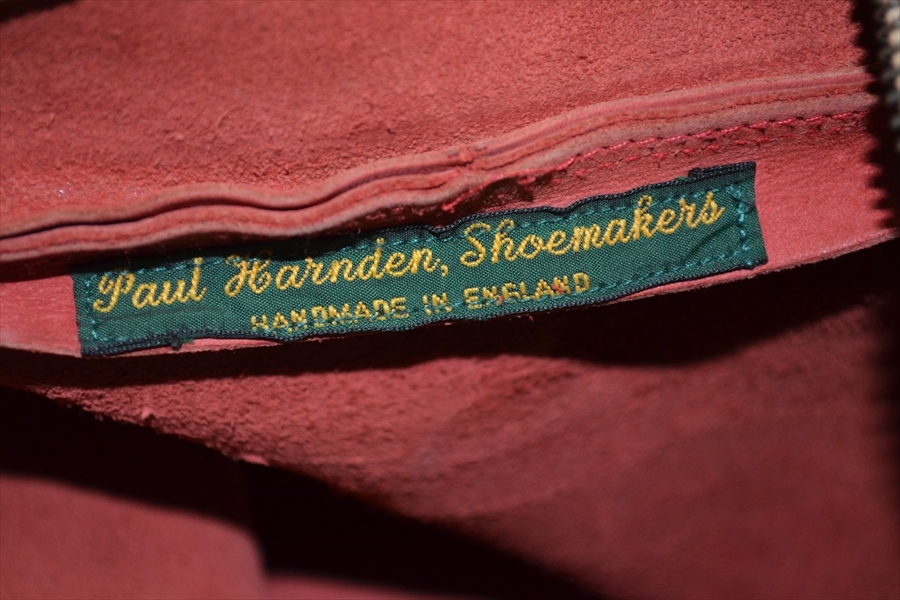 Paul Harnden, Shoemakers
HANDMADE IN ENGLAND